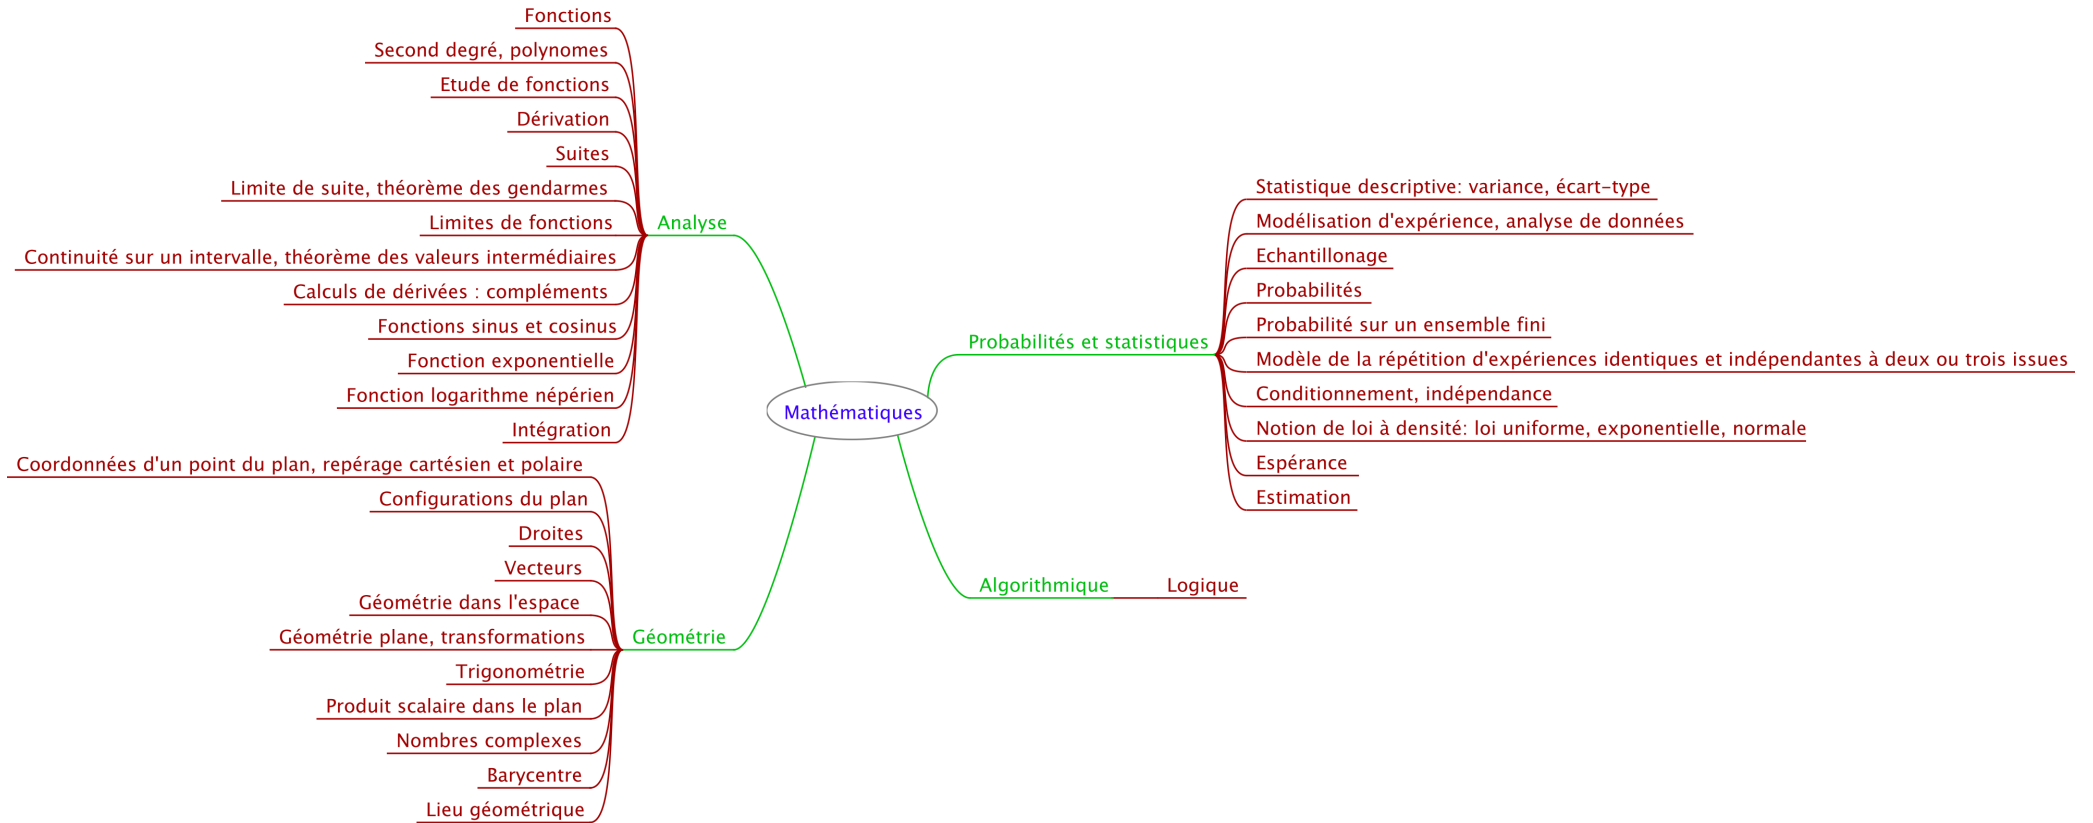 Fonctions
Second degré, polynomes
Etude de fonctions
Dérivation
Suites
Limite de suite, théorème des gendarmes
Limites de fonctions
Continuité sur un intervalle, théorème des valeurs intermédiaires
Calculs de dérivées : compléments
Fonctions sinus et cosinus
Fonction exponentielle
Fonction logarithme népérien
Intégration
Analyse
Coordonnées d'un point du plan, repérage cartésien et polaire
Configurations du plan
Droites
Vecteurs
Géométrie dans l'espace
Géométrie plane, transformations
Trigonométrie
Produit scalaire dans le plan
Nombres complexes
Barycentre
Lieu géométrique
Géométrie
Mathématiques
Probabilités et statistiques
Statistique descriptive: variance, écart-type
Modélisation d'expérience, analyse de données
Echantillonage
Probabilités
Probabilité sur un ensemble fini
Modèle de la répétition d'expériences identiques et indépendantes à deux ou trois issues
Conditionnement, indépendance
Notion de loi à densité: loi uniforme, exponentielle, normale
Espérance
Estimation
Algorithmique
Logique